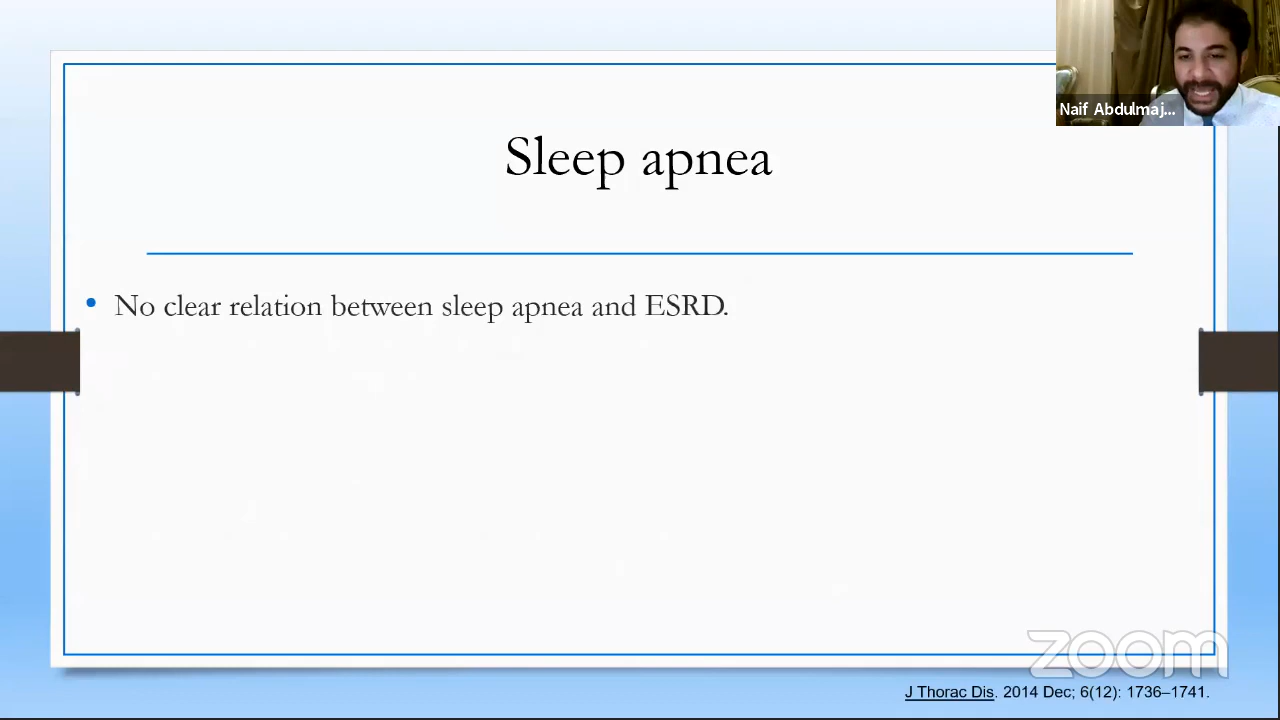 Naif Abdulmaj...
Sleep apnea
• No clear relation between sleep apnea and ESRD.
zoom
J Thorac Dis. 2014 Dec; 6(12): 1736–1741.